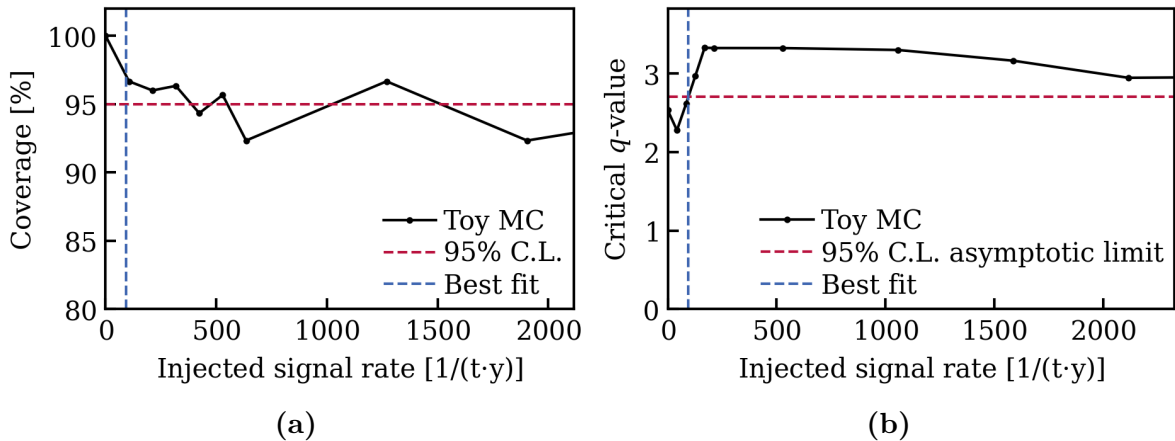 100
95
90
85
80
Coverage [%]
Toy MC
95% C.L.
Best fit
0
500
1000
1500
2000
Injected signal rate [1/(t·y)]
(a)
3
2
1
0
Critical q-value
Toy MC
95% C.L. asymptotic limit
Best fit
0
500
1000
1500
2000
Injected signal rate [1/(t·y)]
(b)